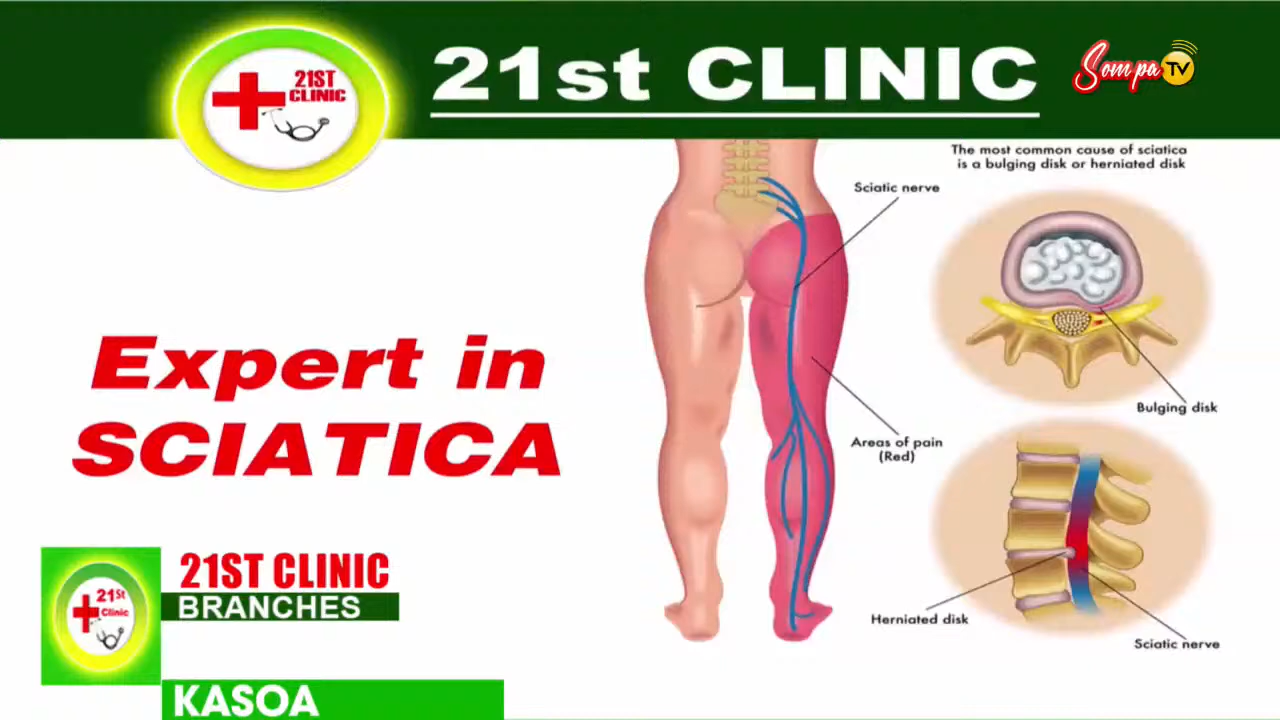 21ST
CLINIC
21st CLINIC
Som pa TV
The most common cause of sciatica
is a bulging disk or herniated disk
Sciatic nerve
Bulging disk
Areas of pain
(Red)
Herniated disk
Sciatic nerve
Expert in
SCIATICA
21St
Clinic
21ST CLINIC
BRANCHES
KASOA